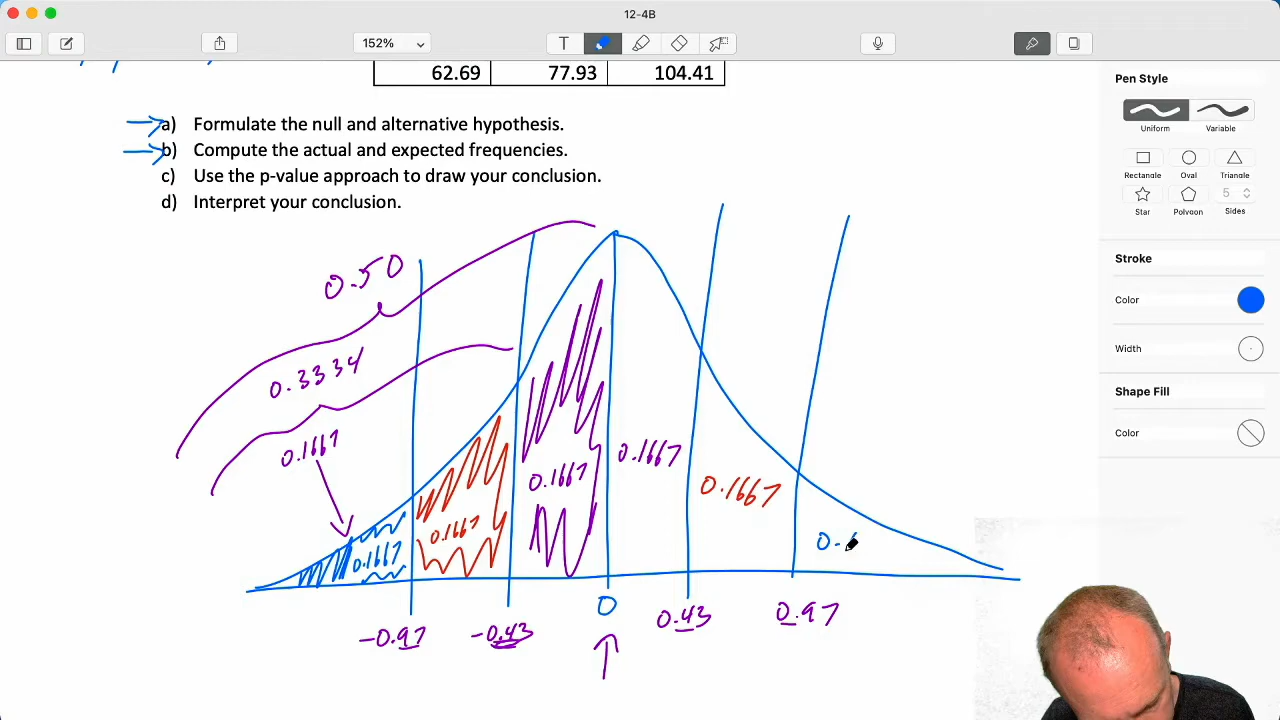 12-4B
152%
T
Pen Style
Uniform
Variable
Rectangle
Oval
Triangle
Star
Polygon
5
Sides
Stroke
Color
Width
Shape Fill
Color
62.69 77.93 104.41
a) Formulate the null and alternative hypothesis.
b) Compute the actual and expected frequencies.
c) Use the p-value approach to draw your conclusion.
d) Interpret your conclusion.
0.50
0.3334
0.1667
0.1667
0.1667
0.1667
0.1667
0.1667
0.
-0.97
-0.43
0
0.43
0.97